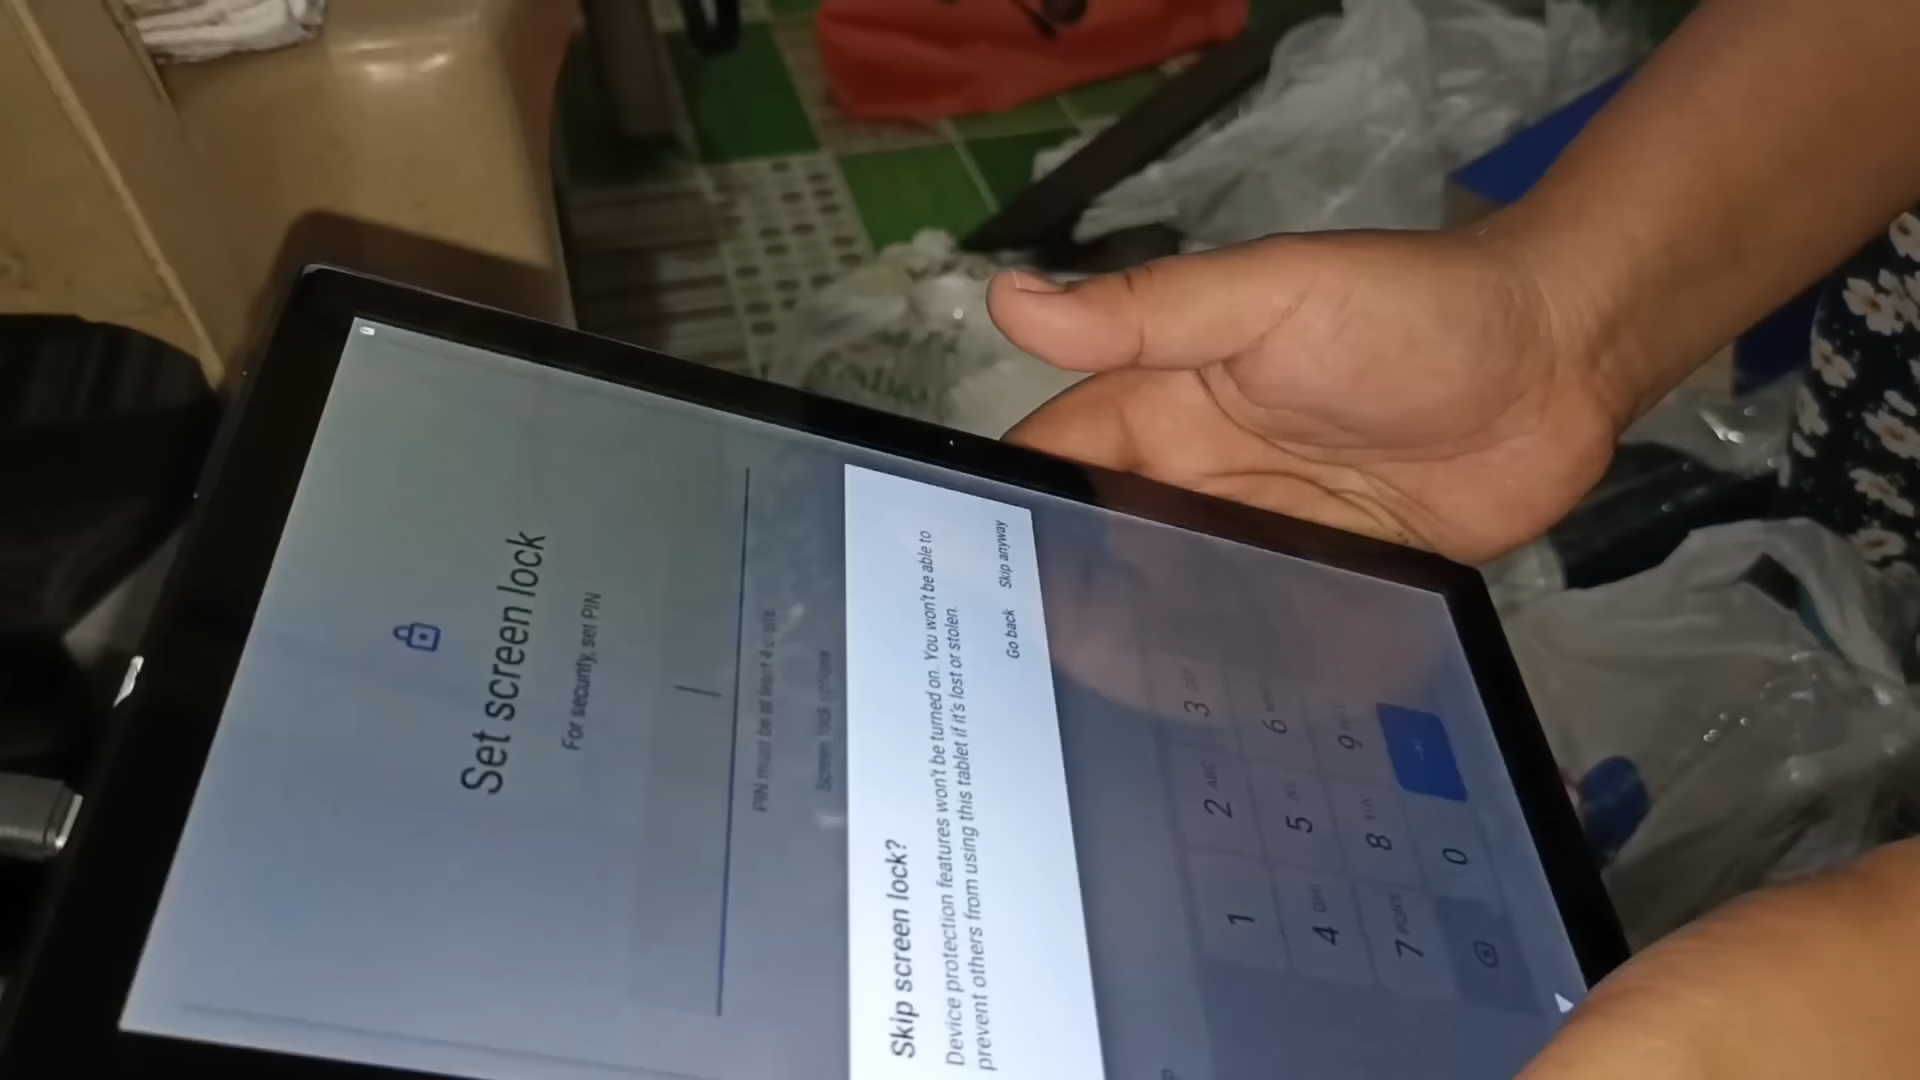 Set screen lock
For security, set PIN
PIN must be at least 4 digits
Screen lock options
Skip screen lock?
Device protection features won't be turned on. You won't be able to
prevent others from using this tablet if it's lost or stolen.
Go back Skip anyway
1 2 ABC 3 DEF
4 GHI 5 JKL 6 MNO
7 PQRS 8 TUV 9
0